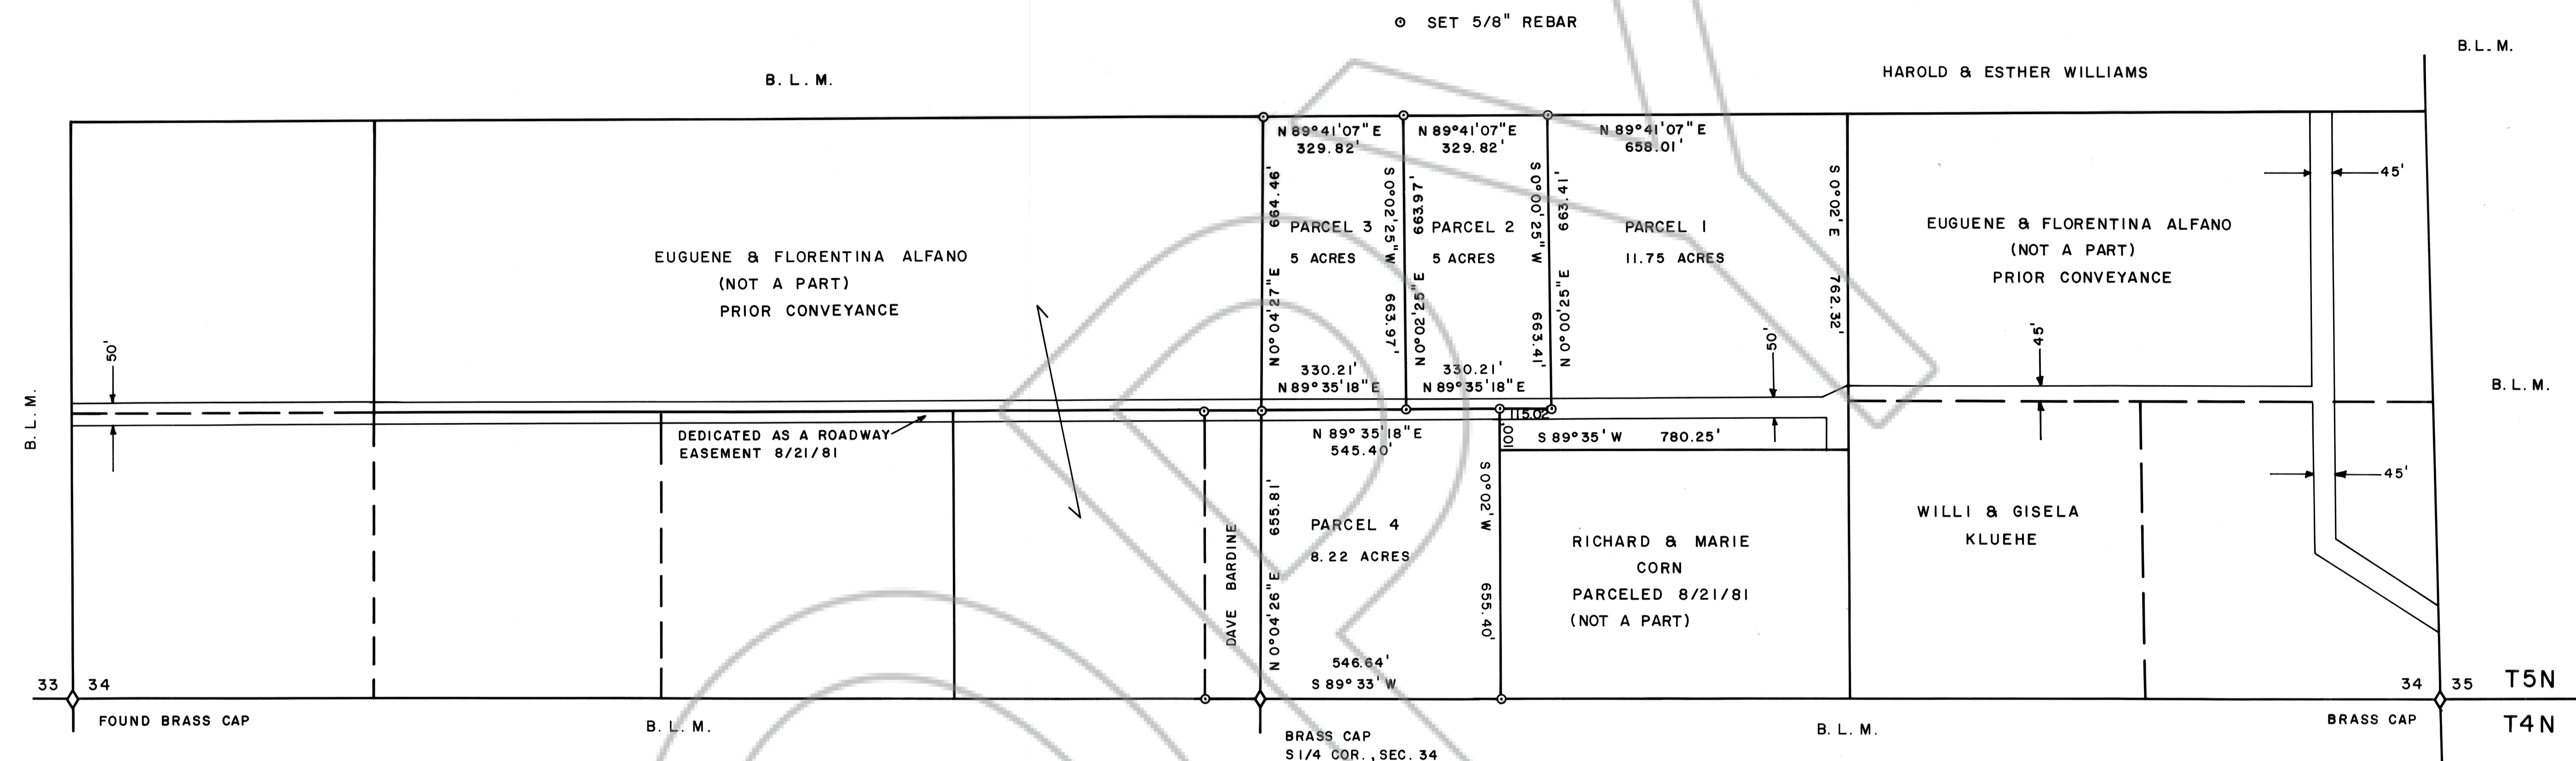 SET 5/8" REBAR
B.L.M.
B.L.M.
HAROLD & ESTHER WILLIAMS
N 89°41'07" E
329.82'
N 89°41'07" E
329.82'
N 89°41'07" E
658.01'
45'
664.46'
N 0°04'27" E
S 0°02'25" W
663.97'
663.97'
N 0°02'25" E
S 0°00'25" W
663.41'
663.41'
N 0°00'25" E
S 0°02' E
762.32'
PARCEL 3
5 ACRES
PARCEL 2
5 ACRES
PARCEL 1
11.75 ACRES
EUGUENE & FLORENTINA ALFANO
(NOT A PART)
PRIOR CONVEYANCE
EUGUENE & FLORENTINA ALFANO
(NOT A PART)
PRIOR CONVEYANCE
50'
50'
45'
330.21'
N 89°35'18" E
330.21'
N 89°35'18" E
B.L.M.
B.L.M.
115.02'
100'
DEDICATED AS A ROADWAY
EASEMENT 8/21/81
N 89°35'18" E
545.40'
S 89°35' W 780.25'
45'
655.81'
N 0°04'26" E
S 0°02' W
655.40'
DAVE BARDINE
PARCEL 4
8.22 ACRES
WILLI & GISELA
KLUEHE
RICHARD & MARIE
CORN
PARCELED 8/21/81
(NOT A PART)
546.64'
S 89°33' W
33 34
34 35
T5N
T4N
FOUND BRASS CAP
B.L.M.
BRASS CAP
S 1/4 COR., SEC. 34
B.L.M.
BRASS CAP